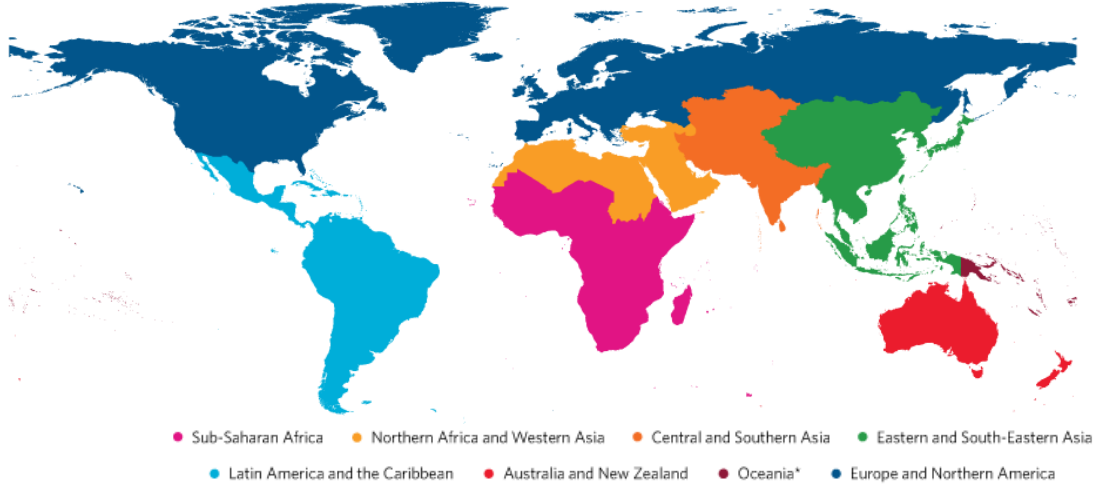 Sub-Saharan Africa Northern Africa and Western Asia Central and Southern Asia Eastern and South-Eastern Asia
Latin America and the Caribbean Australia and New Zealand Oceania* Europe and Northern America